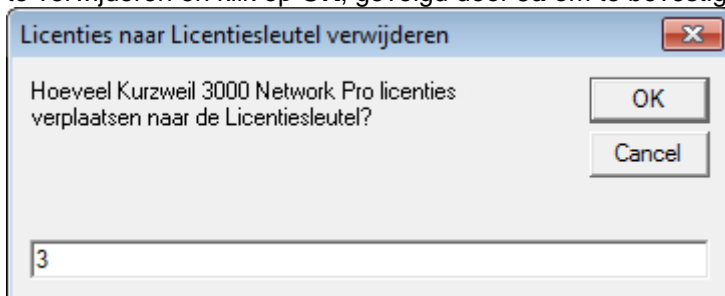 Licenties naar Licentiesleutel verwijderen
Hoeveel Kurzweil 3000 Network Pro licenties
verplaatsen naar de Licentiesleutel?
OK
Cancel
3